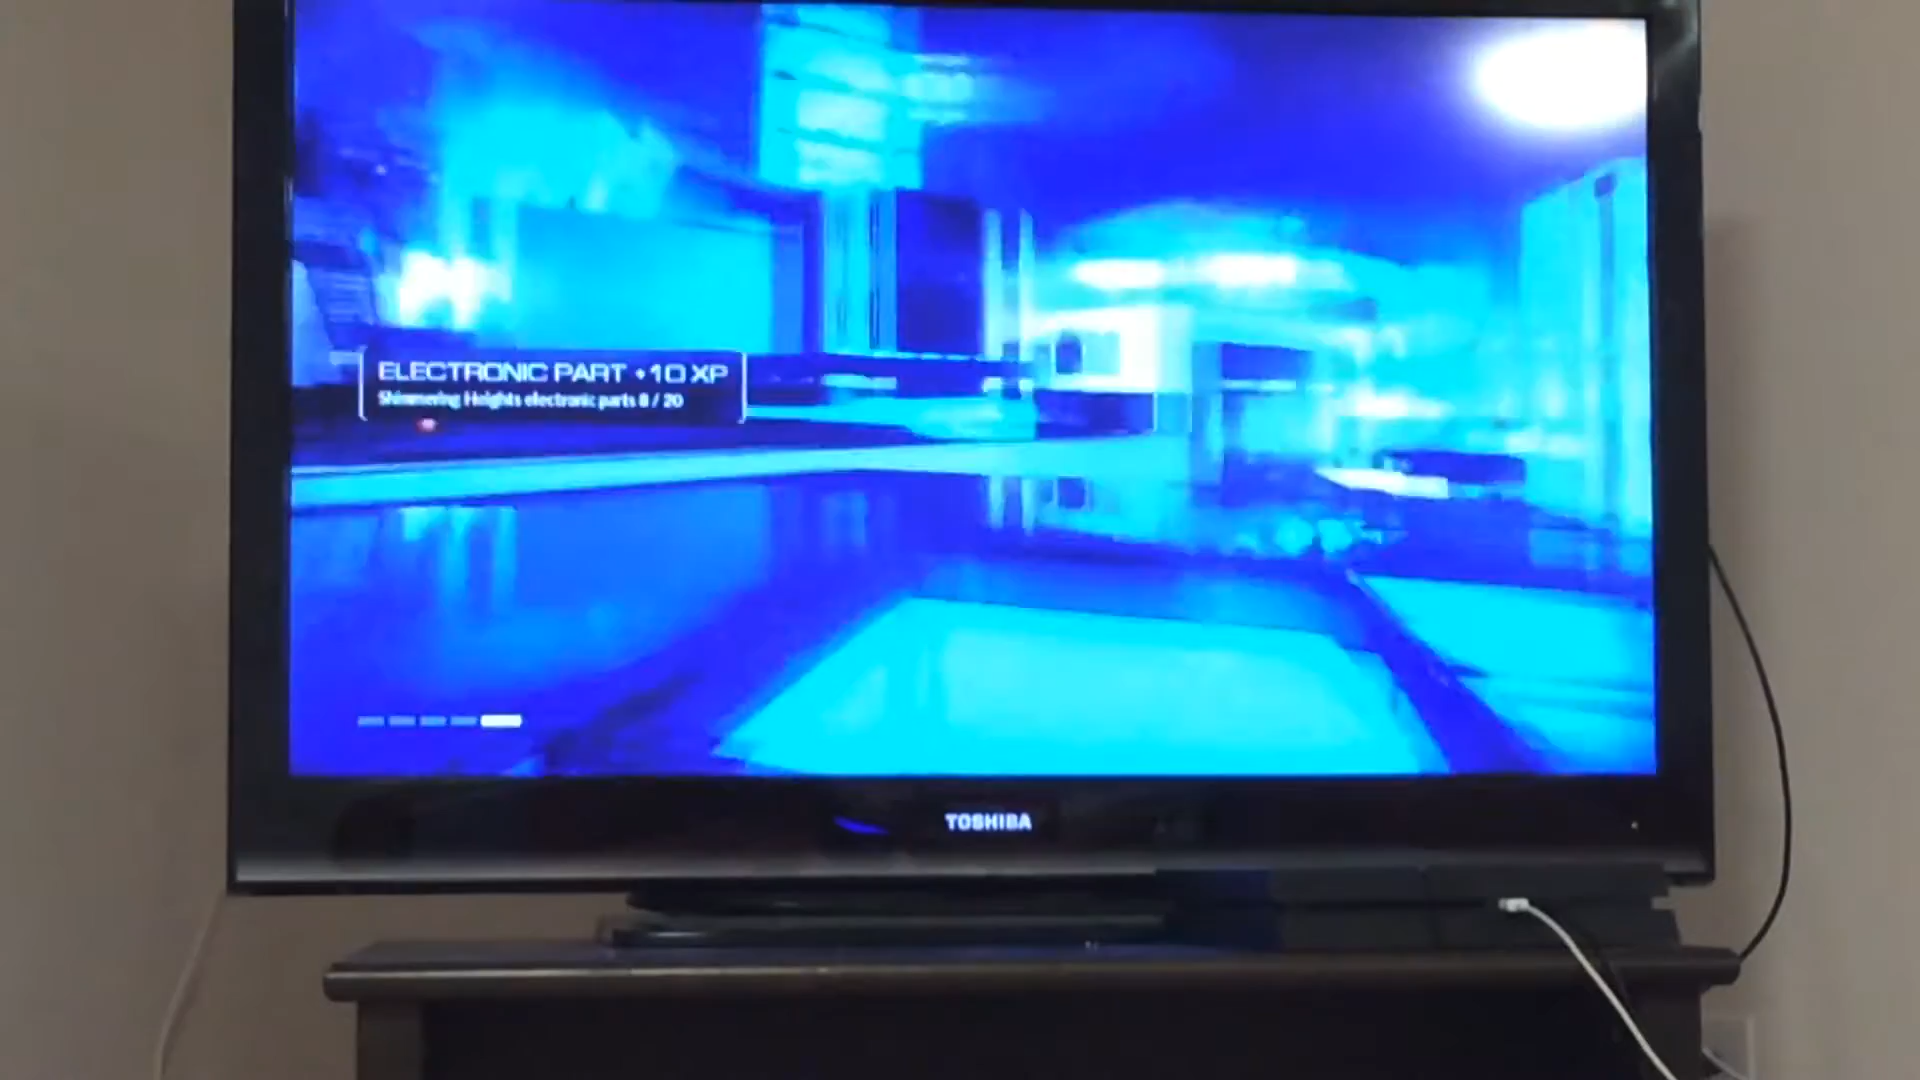 ELECTRONIC PART +10 XP
Shimmering Heights electronic parts 8 / 20
TOSHIBA